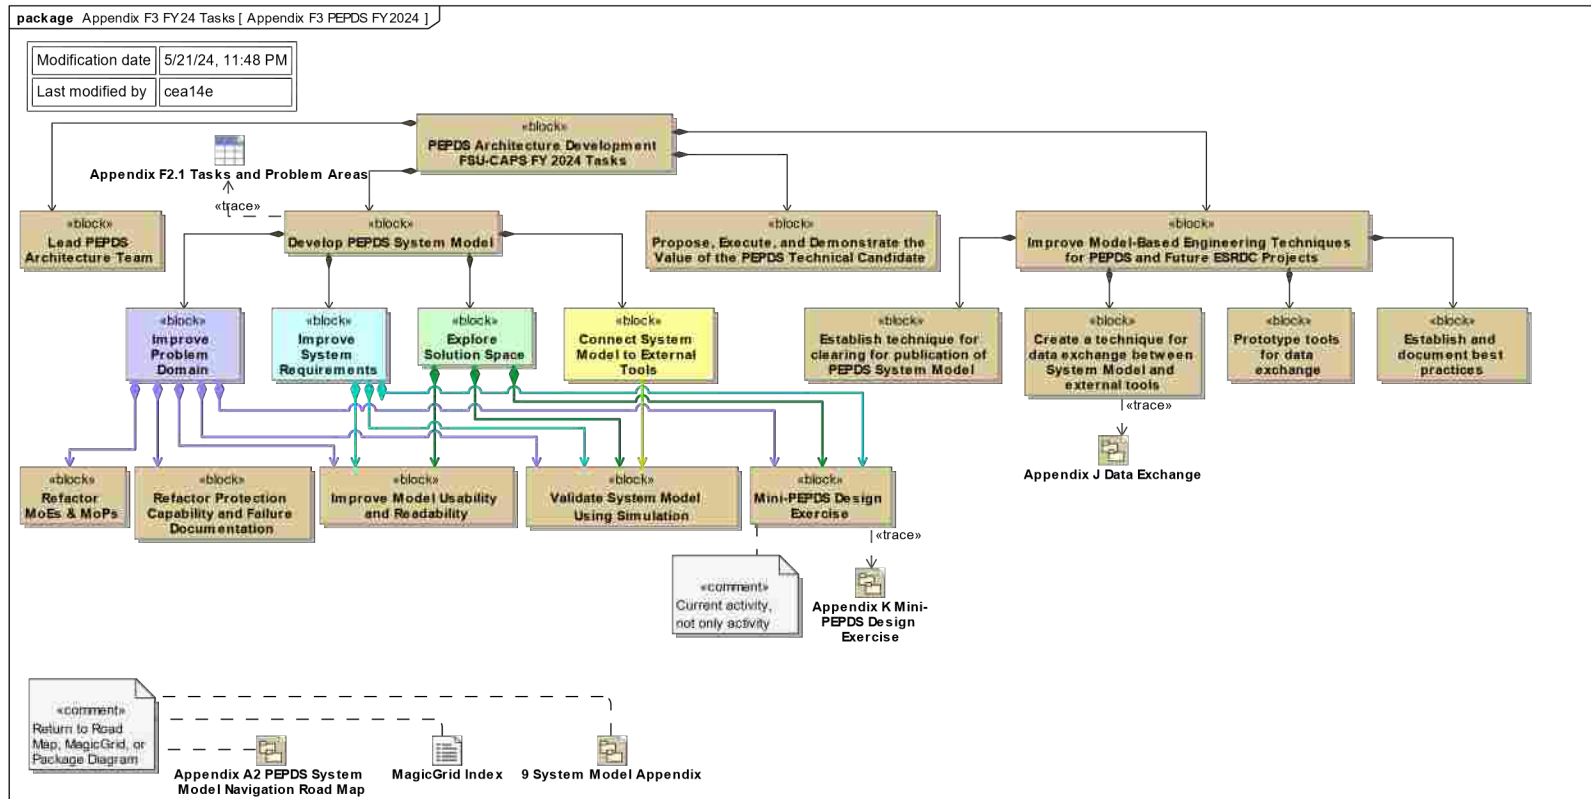 package Appendix F3 FY24 Tasks [ Appendix F3 PEPDS FY2024 ]
Modification date 5/21/24, 11:48 PM
Last modified by cea14e
«block»
PEPDS Architecture Development
FSU-CAPS FY 2024 Tasks
Appendix F2.1 Tasks and Problem Areas
«trace»
«block»
Lead PEPDS
Architecture Team
«block»
Develop PEPDS System Model
«block»
Propose, Execute, and Demonstrate the
Value of the PEPDS Technical Candidate
«block»
Improve Model-Based Engineering Techniques
for PEPDS and Future ESRDC Projects
«block»
Improve
Problem
Domain
«block»
Improve
System
Requirements
«block»
Explore
Solution Space
«block»
Connect System
Model to External
Tools
«block»
Establish technique for
clearing for publication of
PEPDS System Model
«block»
Create a technique for
data exchange between
System Model and
external tools
«block»
Prototype tools
for data
exchange
«block»
Establish and
document best
practices
«trace»
Appendix J Data Exchange
«block»
Refactor
MoEs & MoPs
«block»
Refactor Protection
Capability and Failure
Documentation
«block»
Improve Model Usability
and Readability
«block»
Validate System Model
Using Simulation
«block»
Mini-PEPDS Design
Exercise
«trace»
«comment»
Current activity,
not only activity
Appendix K Mini-
PEPDS Design
Exercise
«comment»
Return to Road
Map, MagicGrid, or
Package Diagram
Appendix A2 PEPDS System
Model Navigation Road Map
MagicGrid Index
9 System Model Appendix